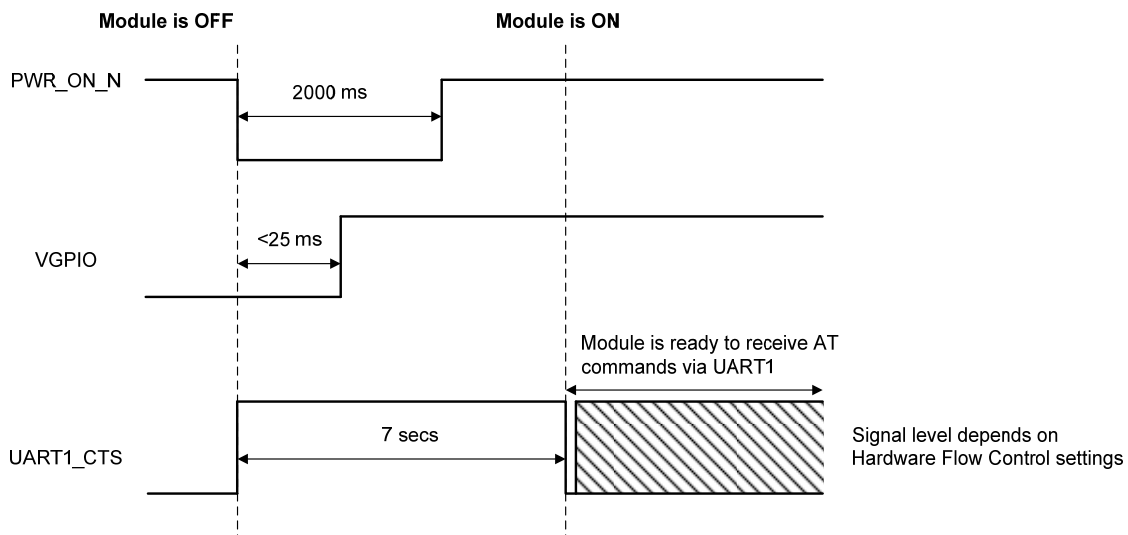 Module is OFF
Module is ON
PWR_ON_N
2000 ms
<25 ms
VGPIO
Module is ready to receive AT
commands via UART1
7 secs
UART1_CTS
Signal level depends on
Hardware Flow Control settings